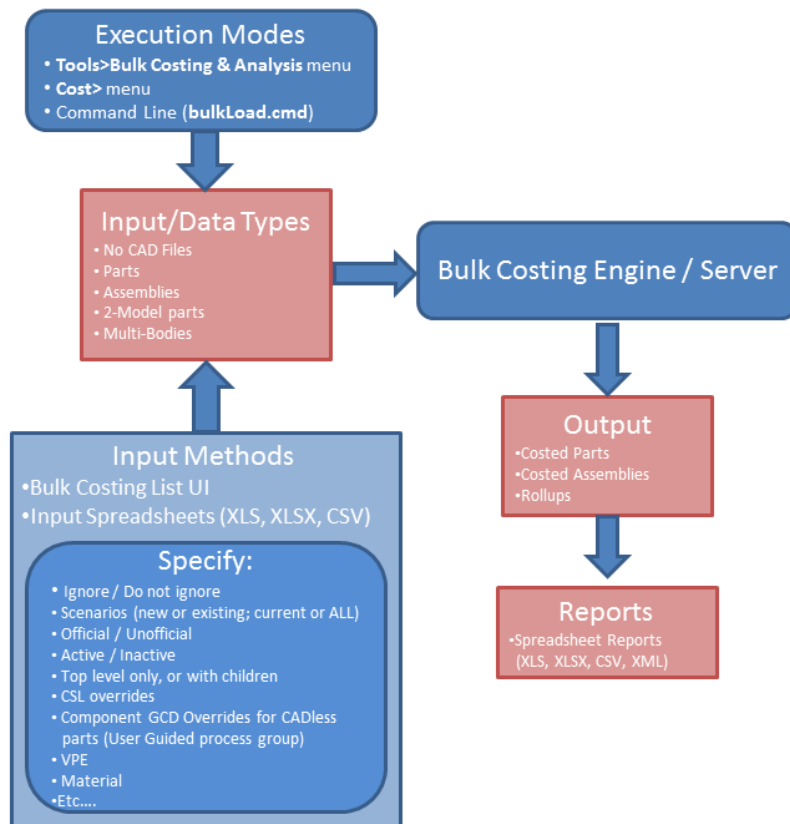 Execution Modes
• Tools>Bulk Costing & Analysis menu
• Cost> menu
• Command Line (bulkLoad.cmd)
Input/Data Types
• No CAD Files
• Parts
• Assemblies
• 2-Model parts
• Multi-Bodies
Bulk Costing Engine / Server
Input Methods
•Bulk Costing List UI
•Input Spreadsheets (XLS, XLSX, CSV)
Specify:
• Ignore / Do not ignore
• Scenarios (new or existing; current or ALL)
• Official / Unofficial
• Active / Inactive
• Top level only, or with children
• CSL overrides
• Component GCD Overrides for CADless
parts (User Guided process group)
• VPE
• Material
•Etc....
Output
•Costed Parts
•Costed Assemblies
•Rollups
Reports
•Spreadsheet Reports
(XLS, XLSX, CSV, XML)